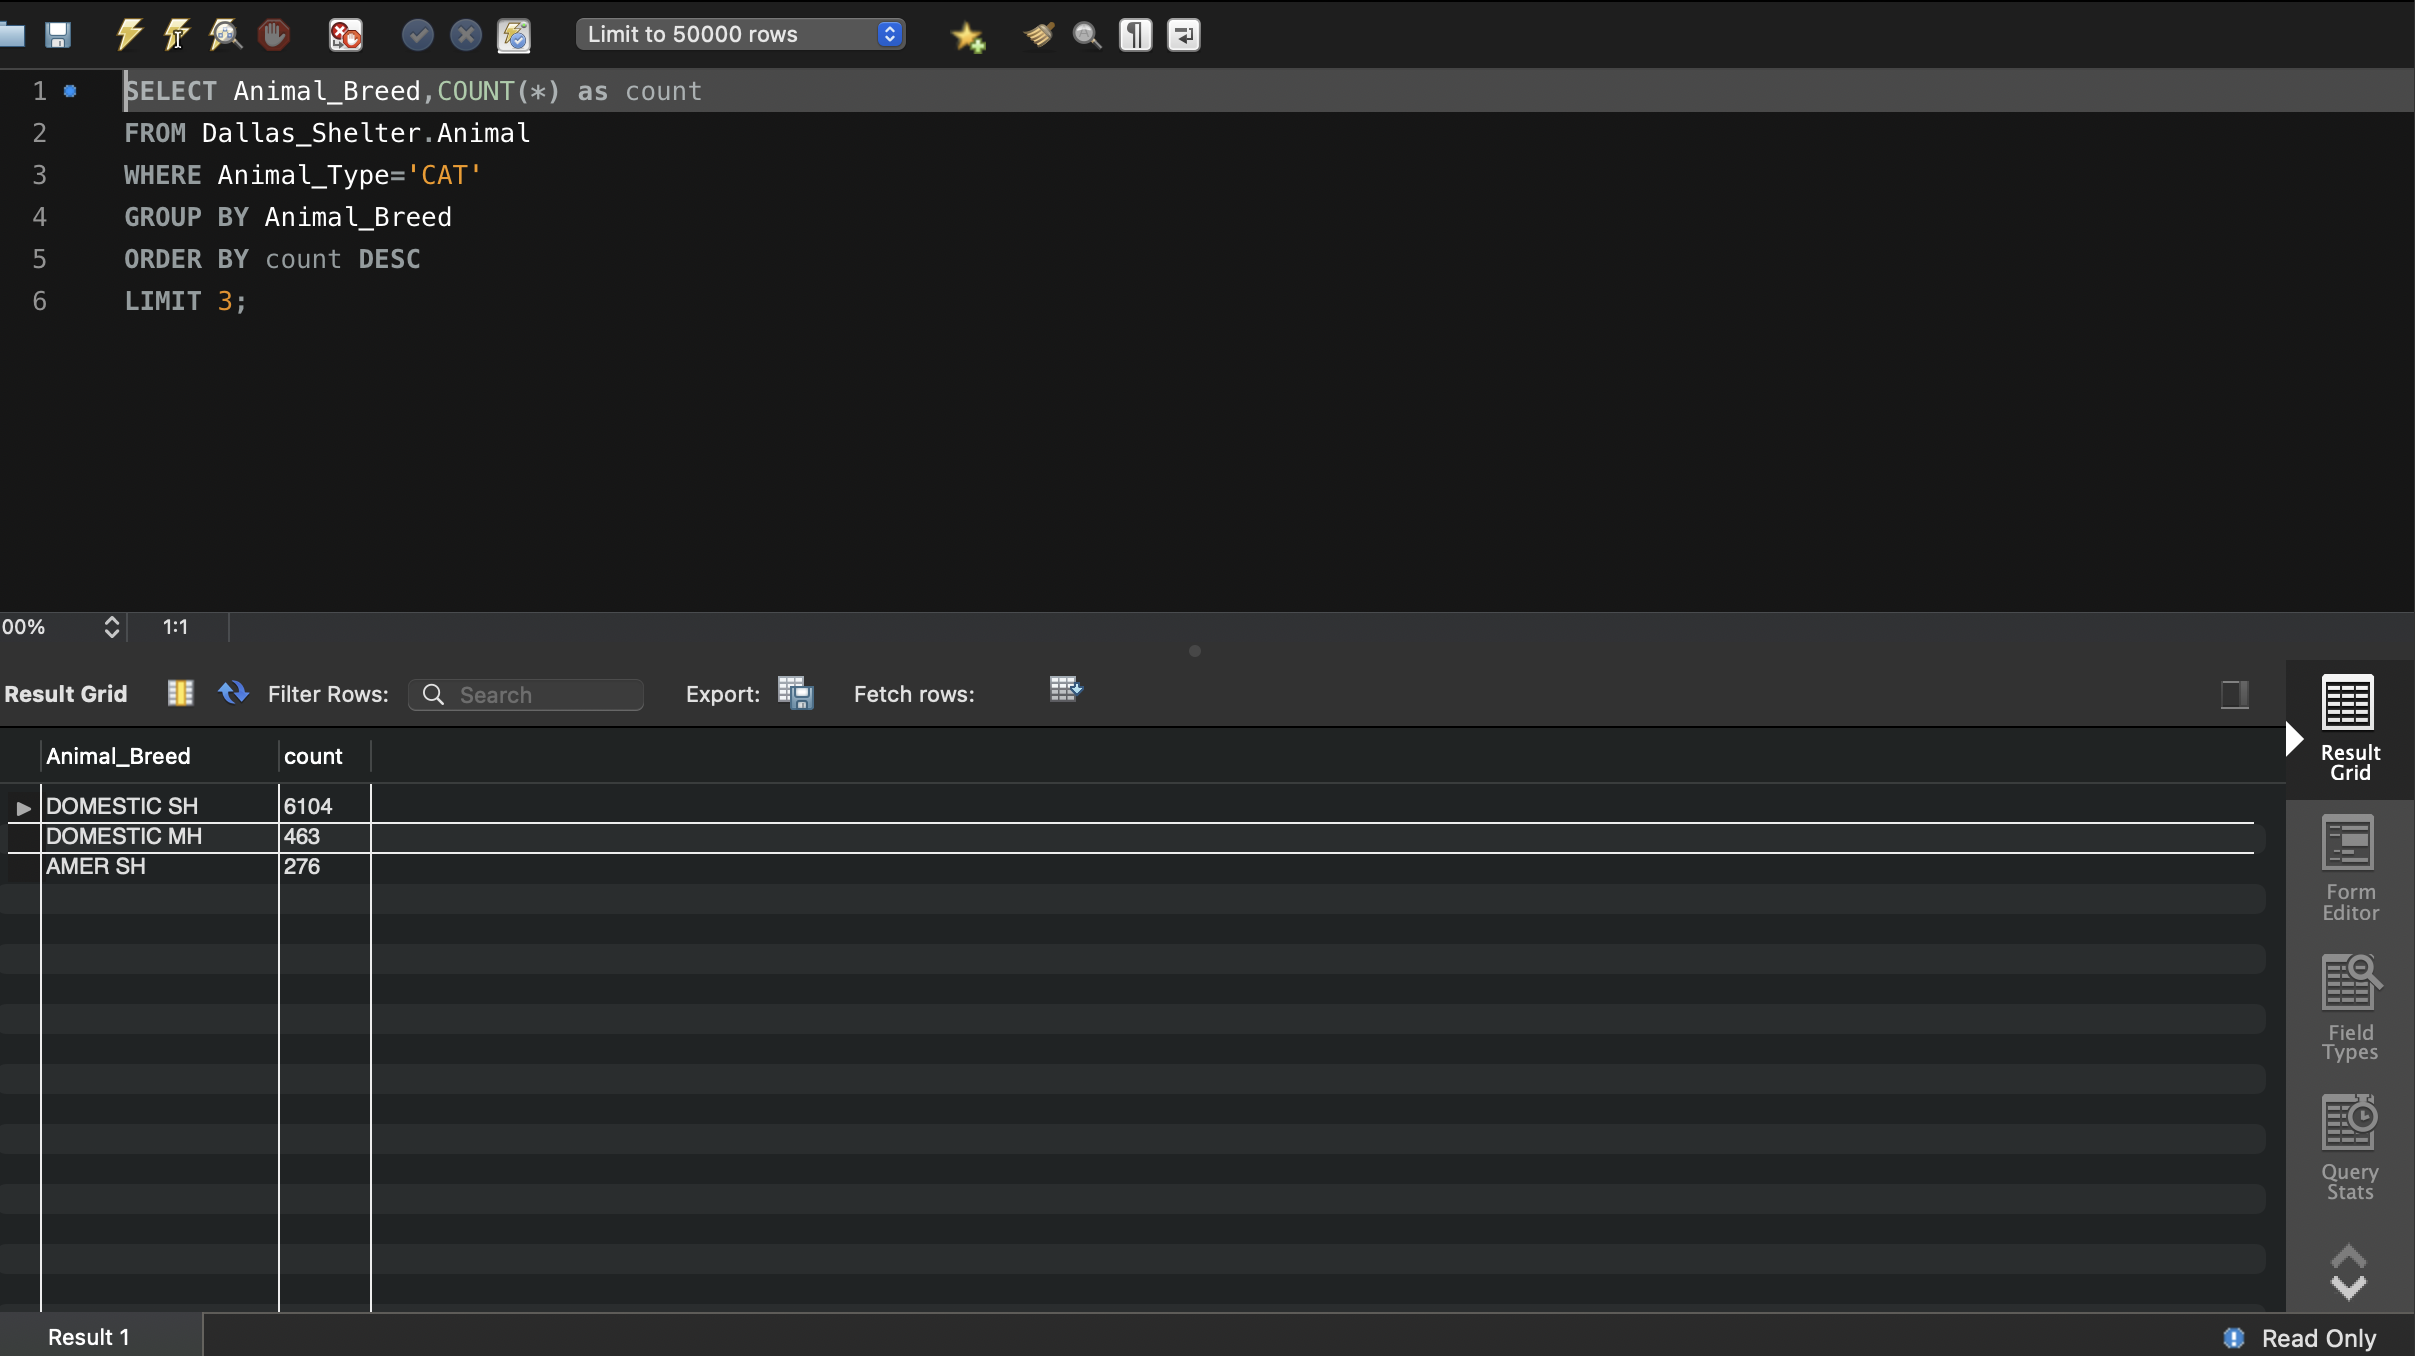 Limit to 50000 rows
1 SELECT Animal_Breed,COUNT(*) as count
2 FROM Dallas_Shelter.Animal
3 WHERE Animal_Type='CAT'
4 GROUP BY Animal_Breed
5 ORDER BY count DESC
6 LIMIT 3;
00% 1:1
Result Grid Filter Rows: Search Export: Fetch rows:
Animal_Breed count
DOMESTIC SH 6104
DOMESTIC MH 463
AMER SH 276
Result
Grid
Form
Editor
Field
Types
Query
Stats
Result 1 Read Only